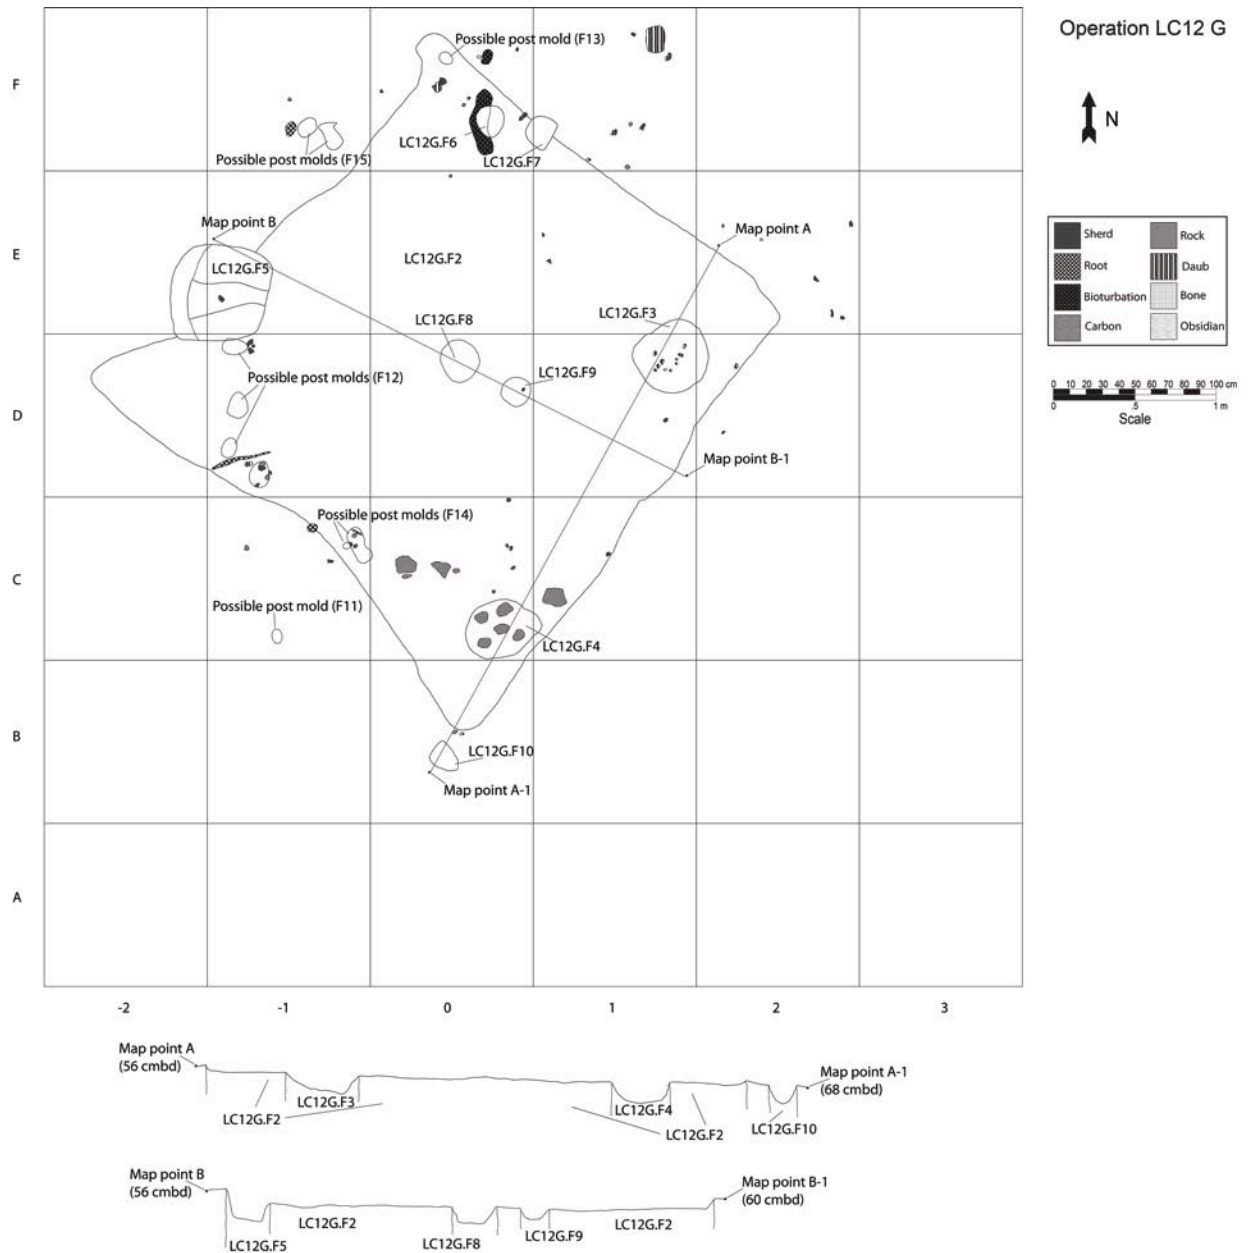 Operation LC12 G
N
Possible post mold (F13)
F
LC12G.F6
LC12G.F7
Possible post molds (F15)
Map point B
Map point A
E
LC12G.F2
LC12G.F5
LC12G.F8
LC12G.F3
Sherd
Rock
Root
Daub
Bioturbation
Bone
Carbon
Obsidian
LC12G.F9
Possible post molds (F12)
0 10 20 30 40 50 60 70 80 90 100 cm
0 .5 1 m
Scale
D
Map point B-1
Possible post molds (F14)
C
Possible post mold (F11)
LC12G.F4
B
LC12G.F10
Map point A-1
A
-2 -1 0 1 2 3
Map point A
(56 cmbd)
Map point A-1
(68 cmbd)
LC12G.F3
LC12G.F4
LC12G.F2
LC12G.F2
LC12G.F10
Map point B
(56 cmbd)
Map point B-1
(60 cmbd)
LC12G.F2
LC12G.F2
LC12G.F5
LC12G.F8
LC12G.F9